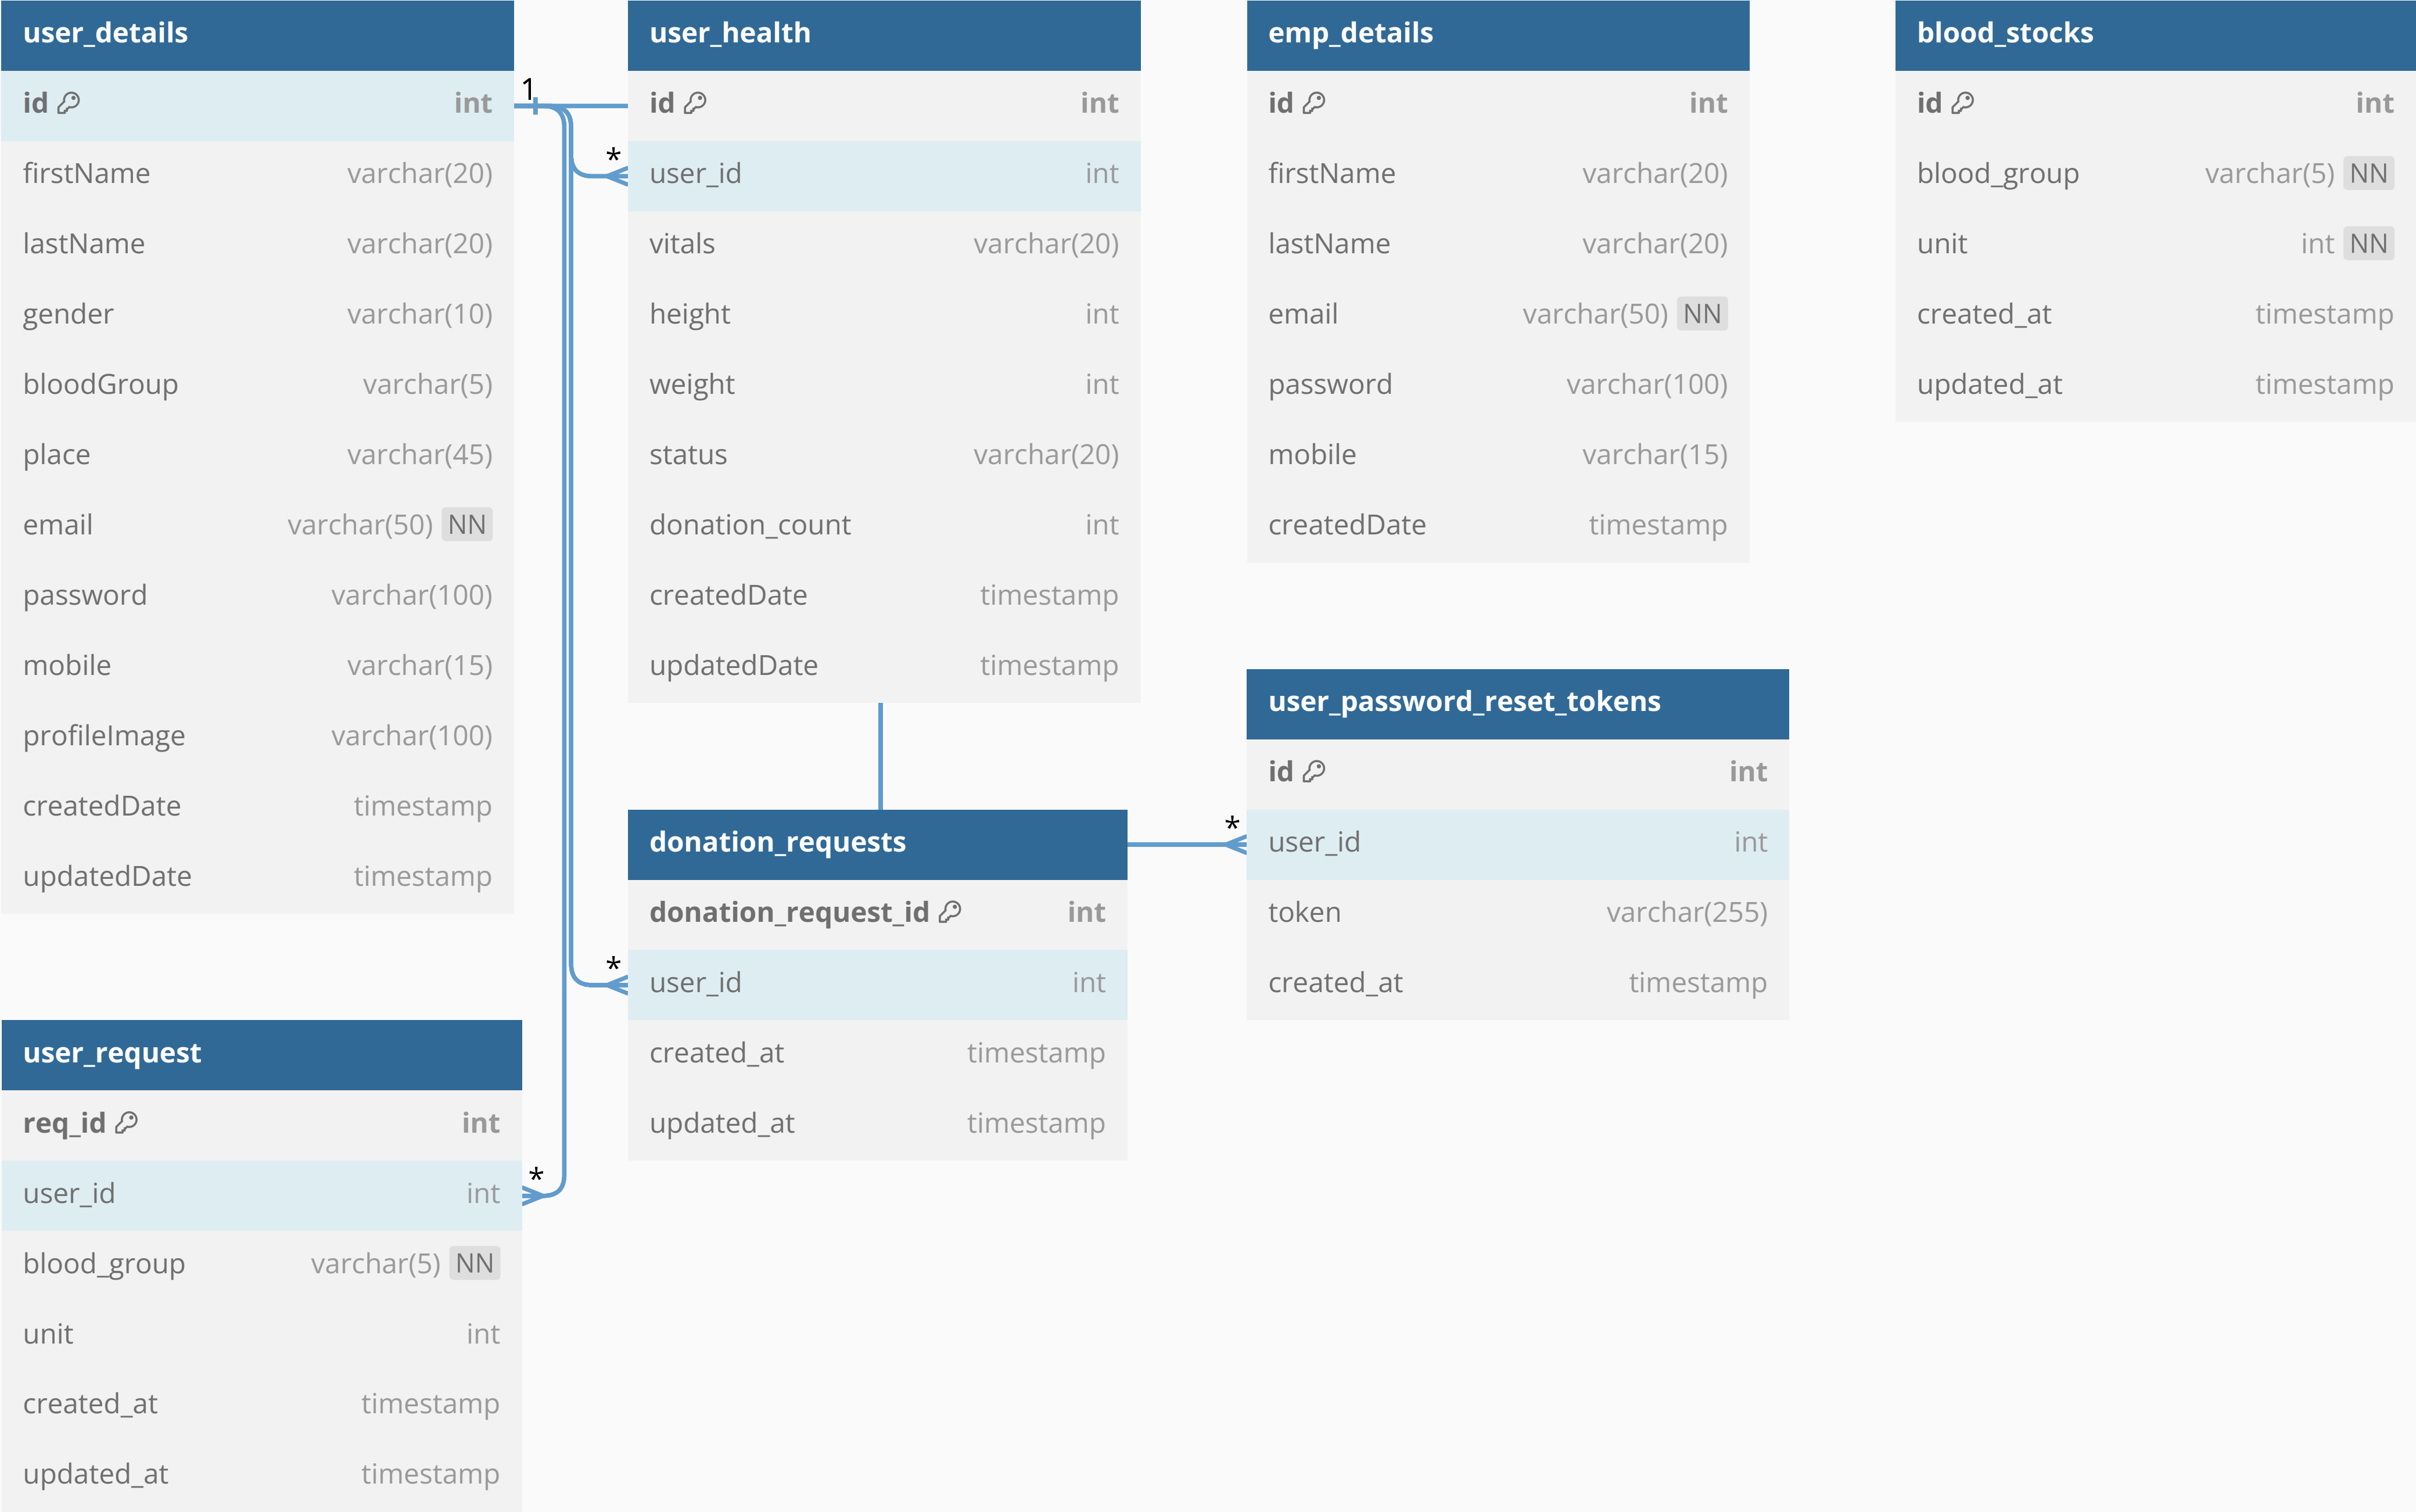 user_details
id int
firstName varchar(20)
lastName varchar(20)
gender varchar(10)
bloodGroup varchar(5)
place varchar(45)
email varchar(50) NN
password varchar(100)
mobile varchar(15)
profileImage varchar(100)
createdDate timestamp
updatedDate timestamp
1
user_health
id int
* user_id int
vitals varchar(20)
height int
weight int
status varchar(20)
donation_count int
createdDate timestamp
updatedDate timestamp
emp_details
id int
firstName varchar(20)
lastName varchar(20)
email varchar(50) NN
password varchar(100)
mobile varchar(15)
createdDate timestamp
blood_stocks
id int
blood_group varchar(5) NN
unit int NN
created_at timestamp
updated_at timestamp
user_password_reset_tokens
id int
* user_id int
token varchar(255)
created_at timestamp
donation_requests
donation_request_id int
* user_id int
created_at timestamp
updated_at timestamp
user_request
req_id int
user_id int *
blood_group varchar(5) NN
unit int
created_at timestamp
updated_at timestamp